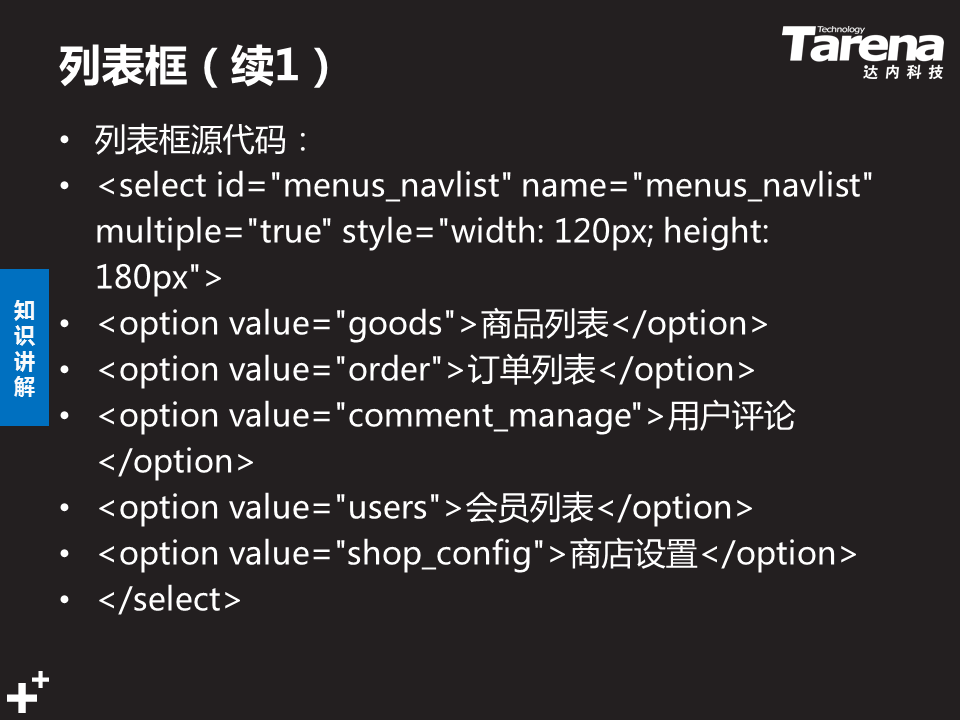 列表框（续1）
Technology
Tarena
达内科技
• 列表框源代码：
• <select id="menus_navlist" name="menus_navlist"
multiple="true" style="width: 120px; height:
180px">
• <option value="goods">商品列表</option>
• <option value="order">订单列表</option>
• <option value="comment_manage">用户评论
</option>
• <option value="users">会员列表</option>
• <option value="shop_config">商店设置</option>
• </select>
知
识
讲
解